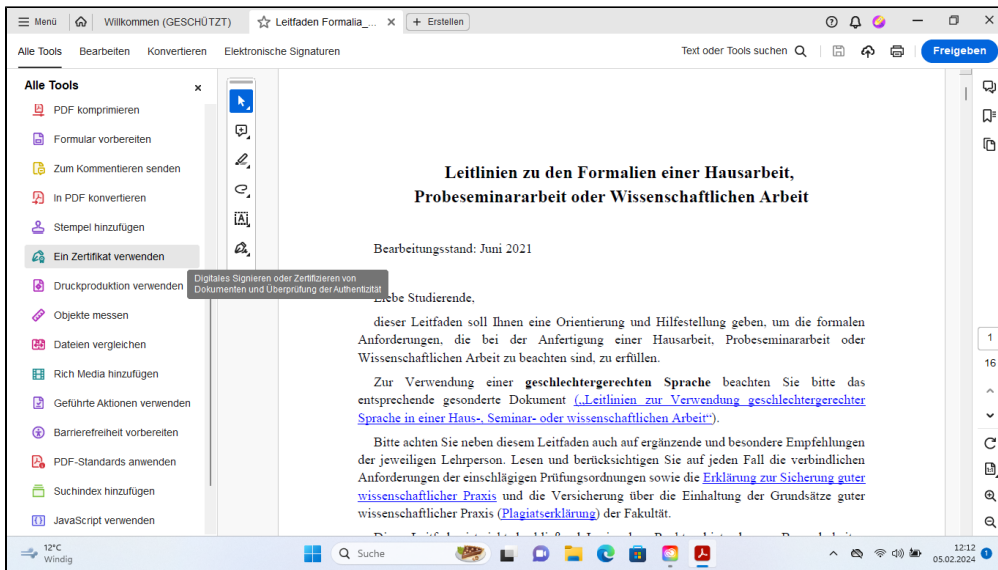 Menü
Willkommen (GESCHÜTZT)
Leitfaden Formalia_...
Erstellen
Alle Tools
Bearbeiten
Konvertieren
Elektronische Signaturen
Text oder Tools suchen
Freigeben
Alle Tools
PDF komprimieren
Formular vorbereiten
Zum Kommentieren senden
In PDF konvertieren
Stempel hinzufügen
Ein Zertifikat verwenden
Digitales Signieren oder Zertifizieren von
Dokumenten und Überprüfung der Authentizität
Druckproduktion verwenden
Objekte messen
Dateien vergleichen
Rich Media hinzufügen
Geführte Aktionen verwenden
Barrierefreiheit vorbereiten
PDF-Standards anwenden
Suchindex hinzufügen
JavaScript verwenden
Leitlinien zu den Formalien einer Hausarbeit,
Probeseminararbeit oder Wissenschaftlichen Arbeit
Bearbeitungsstand: Juni 2021
Liebe Studierende,
dieser Leitfaden soll Ihnen eine Orientierung und Hilfestellung geben, um die formalen
Anforderungen, die bei der Anfertigung einer Hausarbeit, Probeseminararbeit oder
Wissenschaftlichen Arbeit zu beachten sind, zu erfüllen.
Zur Verwendung einer geschlechtergerechten Sprache beachten Sie bitte das
entsprechende gesonderte Dokument („Leitlinien zur Verwendung geschlechtergerechter
Sprache in einer Haus-, Seminar- oder wissenschaftlichen Arbeit“).
Bitte achten Sie neben diesem Leitfaden auch auf ergänzende und besondere Empfehlungen
der jeweiligen Lehrperson. Lesen und berücksichtigen Sie auf jeden Fall die verbindlichen
Anforderungen der einschlägigen Prüfungsordnungen sowie die Erklärung zur Sicherung guter
wissenschaftlicher Praxis und die Versicherung über die Einhaltung der Grundsätze guter
wissenschaftlicher Praxis (Plagiatserklärung) der Fakultät.
1
16
12°C
Windig
Suche
12:12
05.02.2024
1